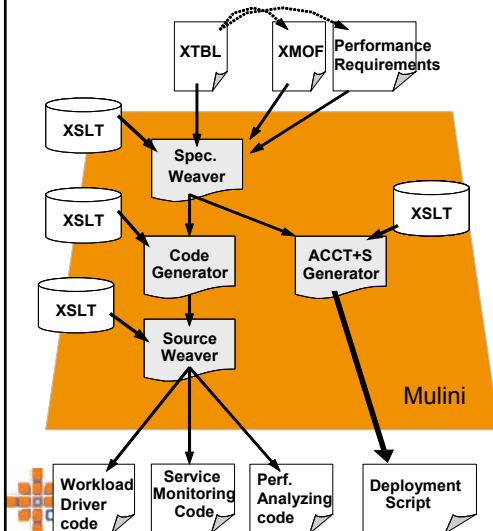 XTBL
XMOF
Performance
Requirements
XSLT
Spec.
Weaver
XSLT
XSLT
Code
Generator
ACCT+S
Generator
XSLT
Source
Weaver
Mulini
Workload
Driver
code
Service
Monitoring
Code
Perf.
Analyzing
code
Deployment
Script